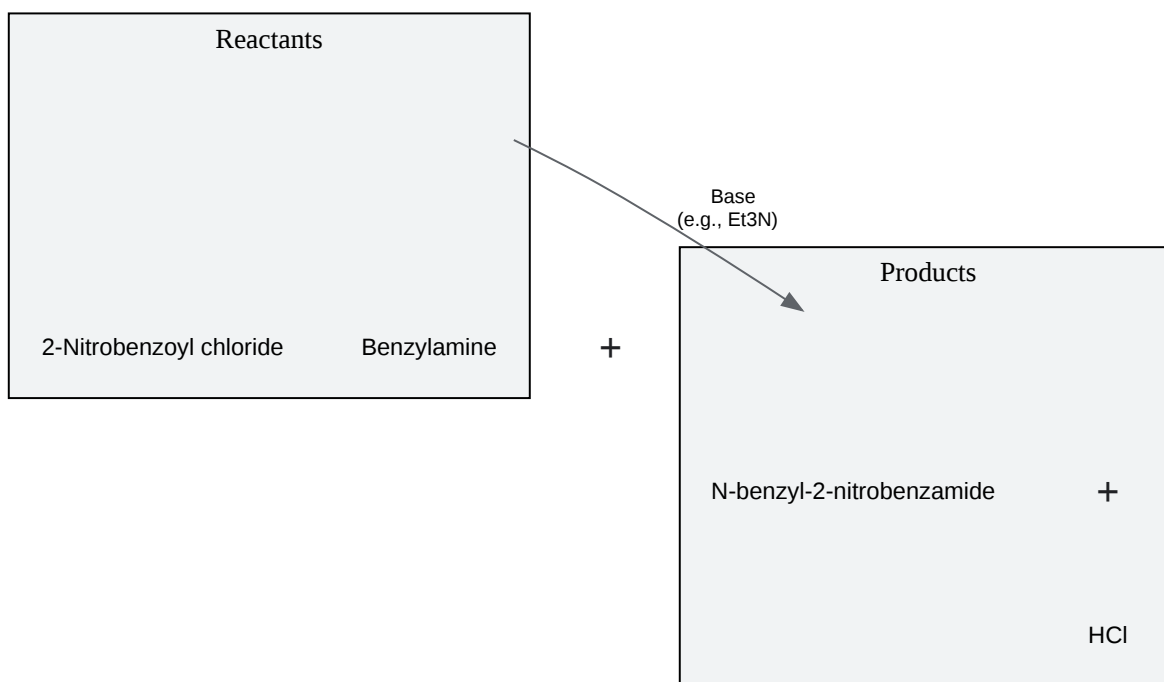 Reactants
Base
(e.g., Et3N)
Products
2-Nitrobenzoyl chloride
Benzylamine
+
N-benzyl-2-nitrobenzamide
+
HCl